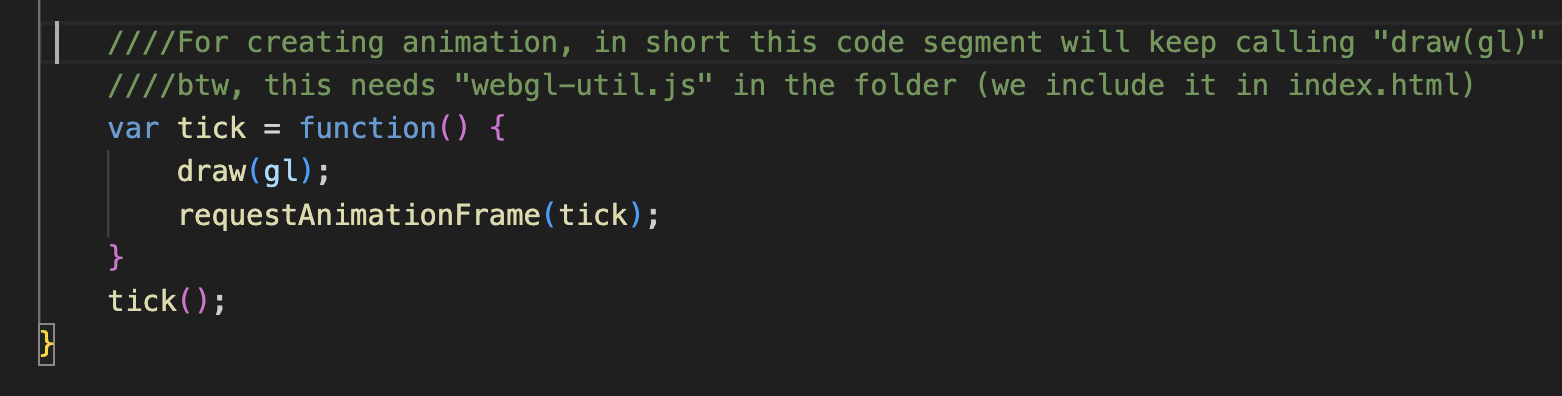 ////For creating animation, in short this code segment will keep calling "draw(gl)"
////btw, this needs "webgl-util.js" in the folder (we include it in index.html)
var tick = function() {
draw(gl);
requestAnimationFrame(tick);
}
tick();
}